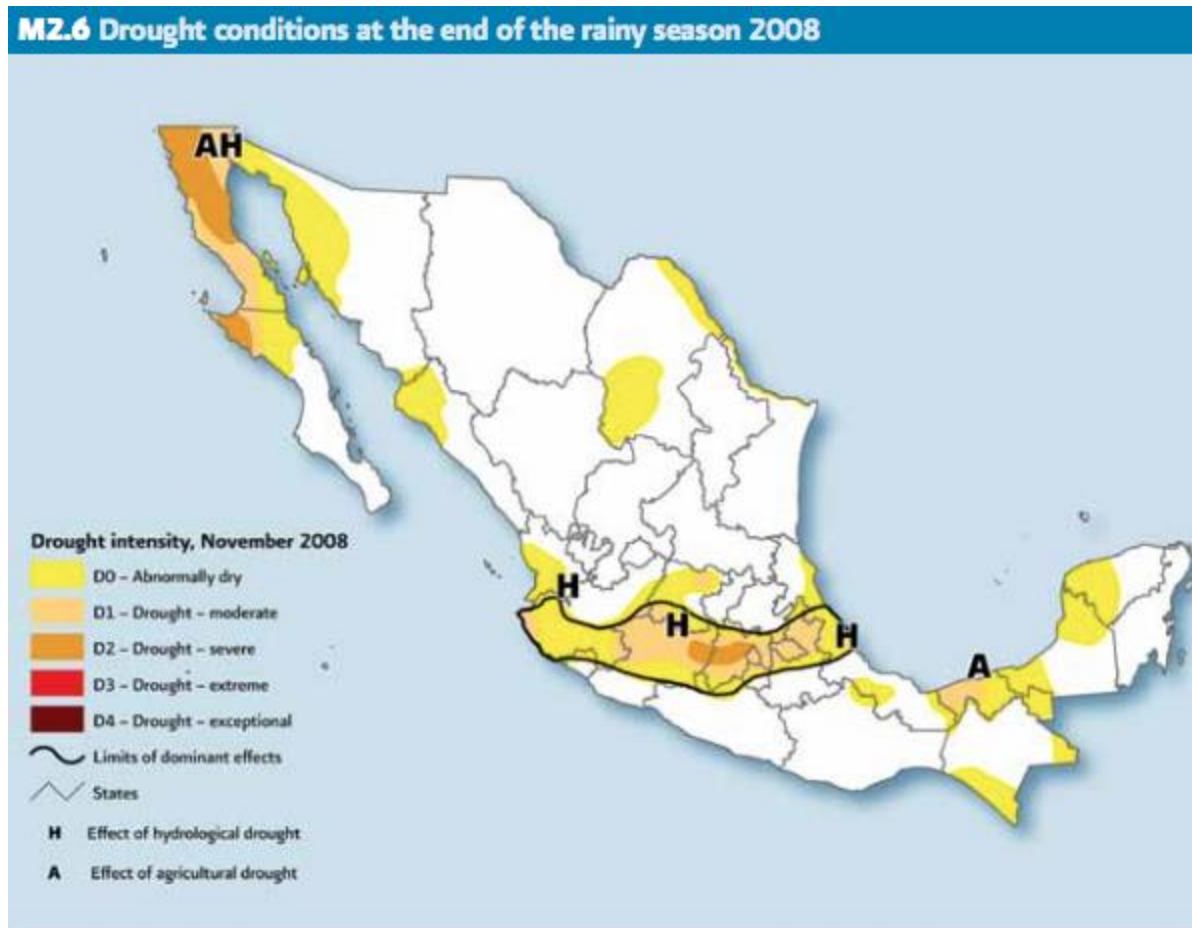 M2.6 Drought conditions at the end of the rainy season 2008
AH
H
H
H
A
Drought intensity, November 2008
D0 – Abnormally dry
D1 – Drought – moderate
D2 – Drought – severe
D3 – Drought – extreme
D4 – Drought – exceptional
Limits of dominant effects
States
H Effect of hydrological drought
A Effect of agricultural drought